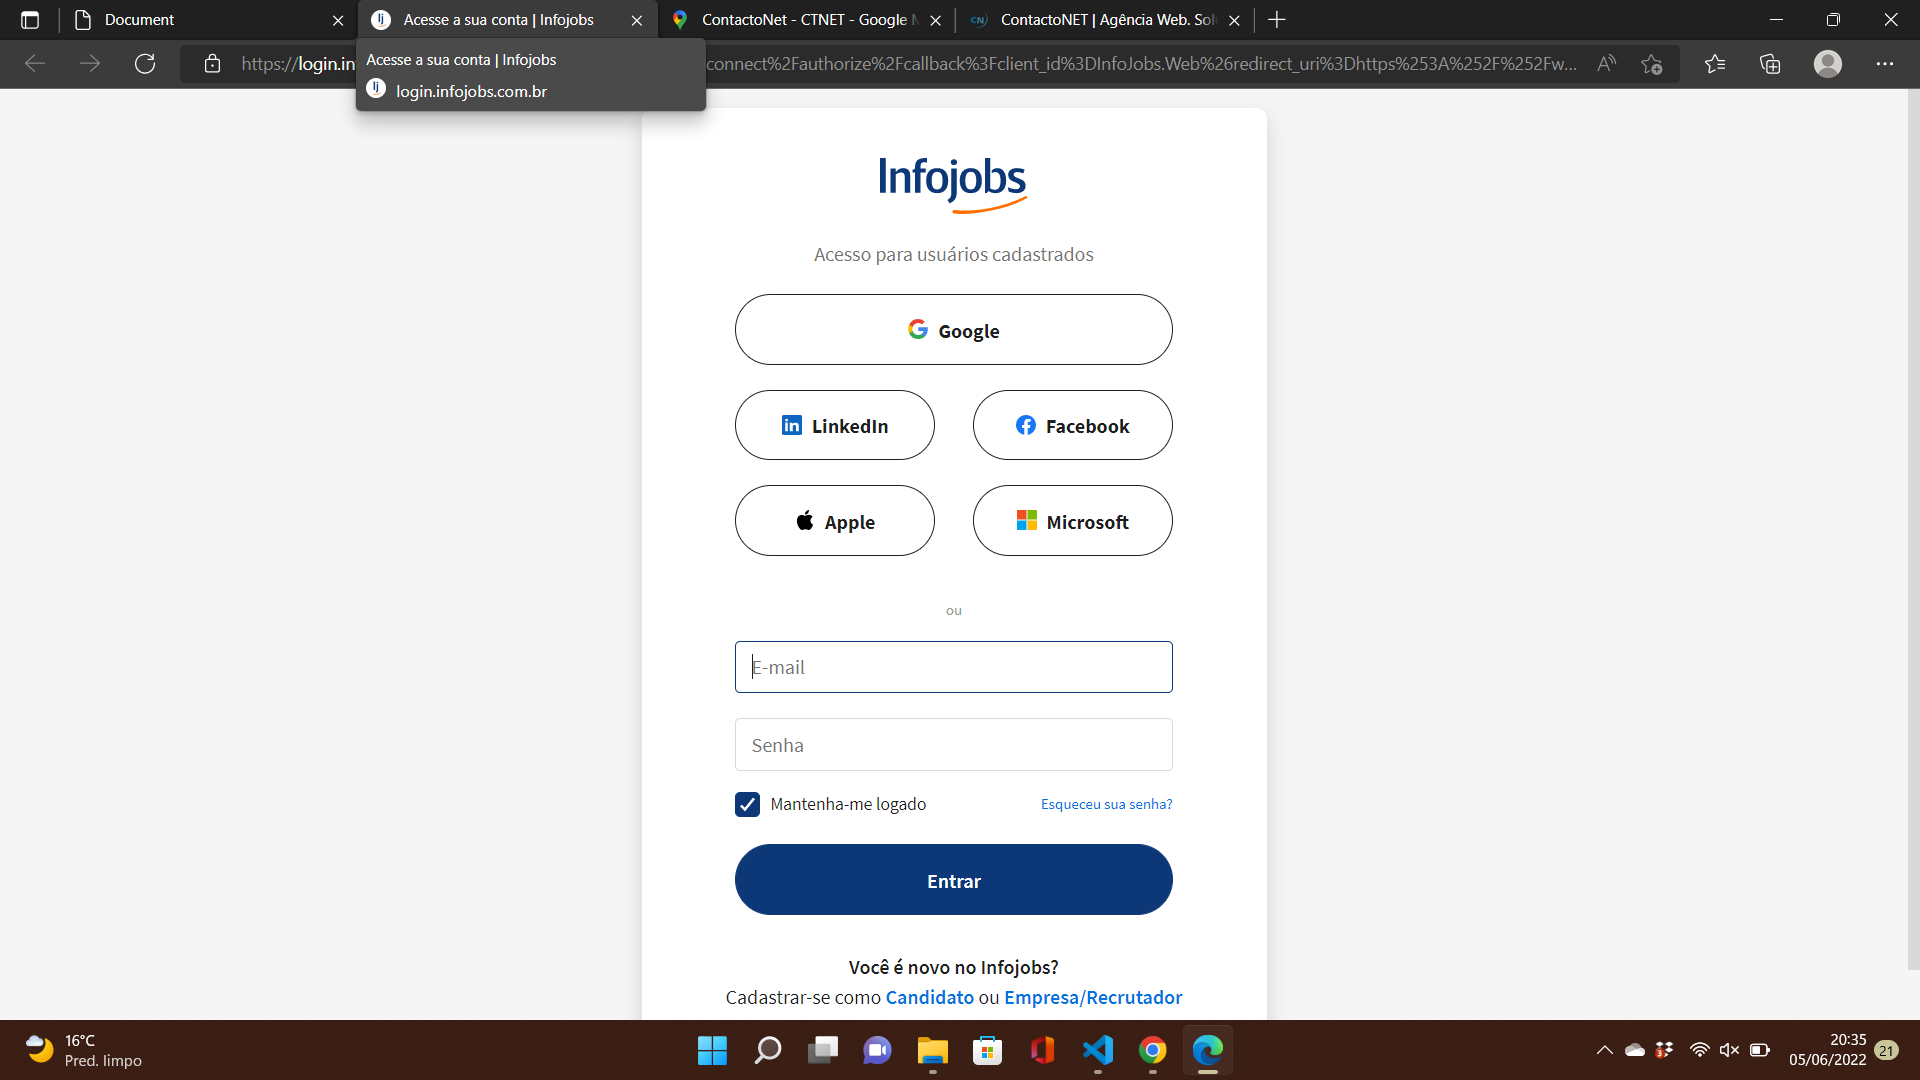 Document
Acesse a sua conta | Infojobs
ContactoNet - CTNET - Google
ContactoNET | Agência Web.
https://login.in
connect%2Fauthorize%2Fcallback%3Fclient_id%3DInfoJobs.Web%26redirect_uri%3Dhttps%253A%252F%252Fw...
Acesse a sua conta | Infojobs
login.infojobs.com.br
Infojobs
Acesso para usuários cadastrados
Google
LinkedIn
Facebook
Apple
Microsoft
ou
E-mail
Senha
Mantenha-me logado
Esqueceu sua senha?
Entrar
Você é novo no Infojobs?
Cadastrar-se como Candidato ou Empresa/Recrutador
16°C
Pred. limpo
20:35
05/06/2022
21